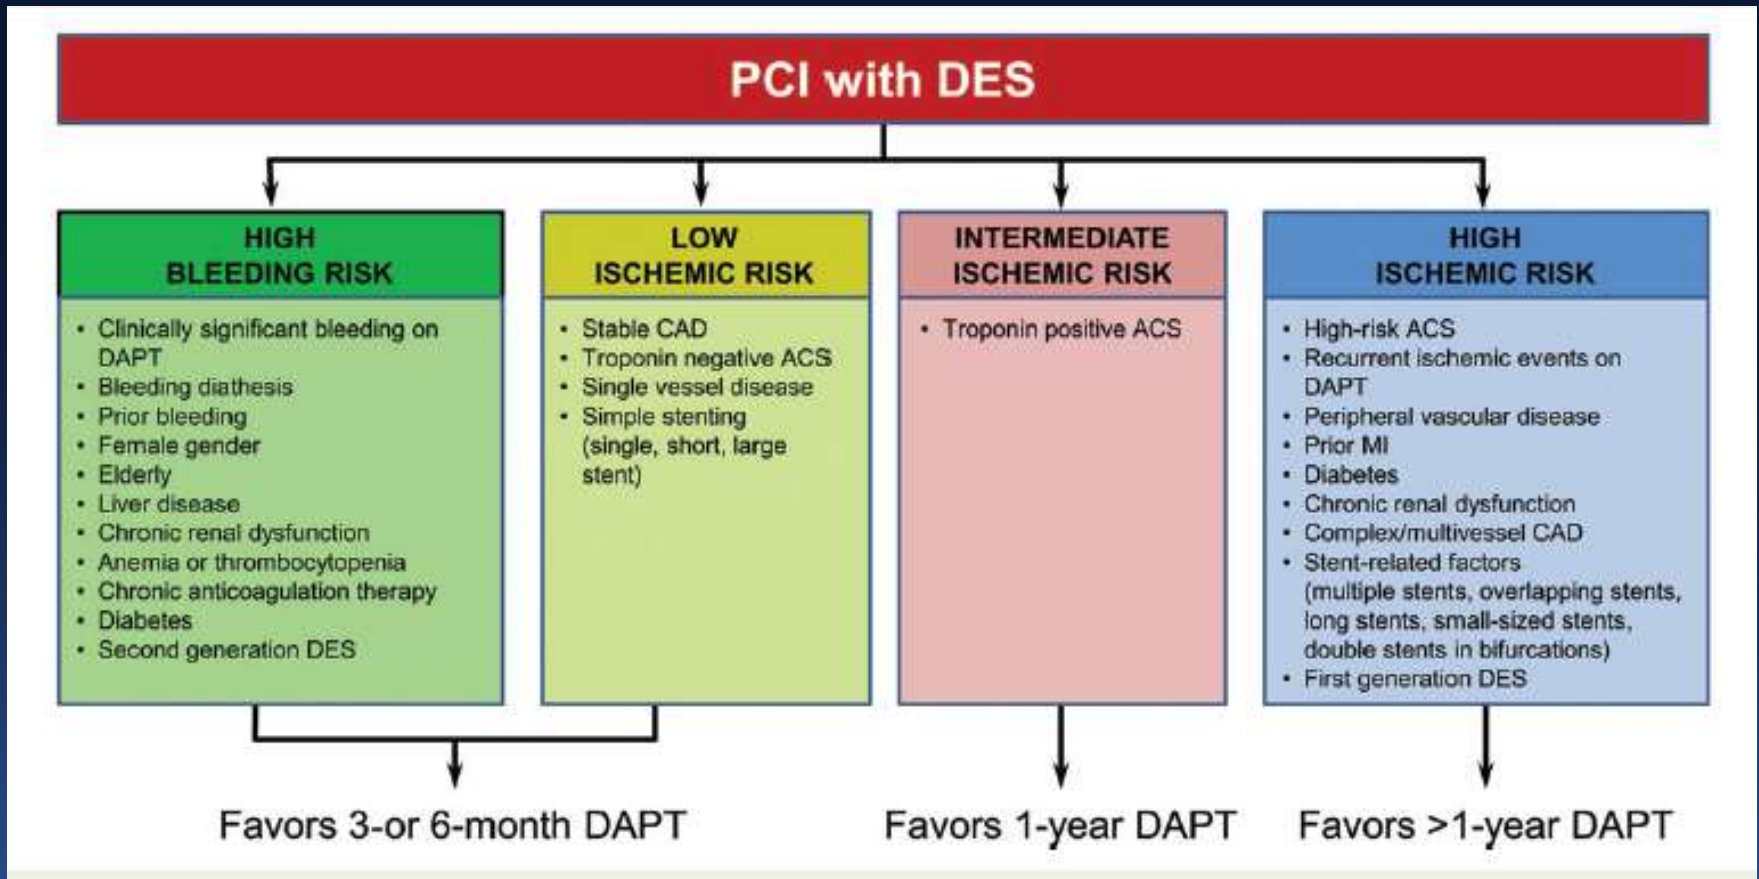 PCI with DES
HIGH
BLEEDING RISK
• Clinically significant bleeding on
DAPT
• Bleeding diathesis
• Prior bleeding
• Female gender
• Elderly
• Liver disease
• Chronic renal dysfunction
• Anemia or thrombocytopenia
• Chronic anticoagulation therapy
• Diabetes
• Second generation DES
LOW
ISCHEMIC RISK
• Stable CAD
• Troponin negative ACS
• Single vessel disease
• Simple stenting
(single, short, large
stent)
INTERMEDIATE
ISCHEMIC RISK
• Troponin positive ACS
HIGH
ISCHEMIC RISK
• High-risk ACS
• Recurrent ischemic events on
DAPT
• Peripheral vascular disease
• Prior MI
• Diabetes
• Chronic renal dysfunction
• Complex/multivessel CAD
• Stent-related factors
(multiple stents, overlapping stents,
long stents, small-sized stents,
double stents in bifurcations)
• First generation DES
Favors 3-or 6-month DAPT
Favors 1-year DAPT
Favors >1-year DAPT